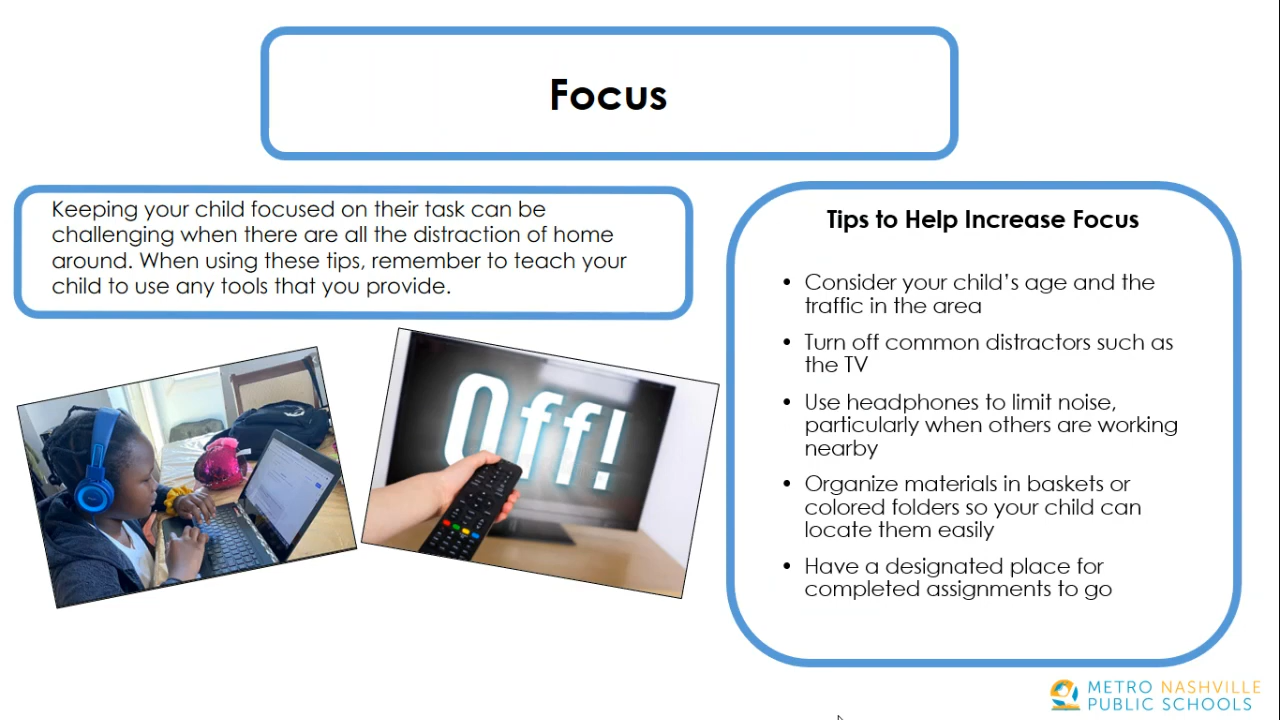 Focus
Keeping your child focused on their task can be
challenging when there are all the distraction of home
around. When using these tips, remember to teach your
child to use any tools that you provide.
Off!
Tips to Help Increase Focus
• Consider your child's age and the
traffic in the area
• Turn off common distractors such as
the TV
• Use headphones to limit noise,
particularly when others are working
nearby
• Organize materials in baskets or
colored folders so your child can
locate them easily
• Have a designated place for
completed assignments to go
METRO NASHVILLE
PUBLIC SCHOOLS